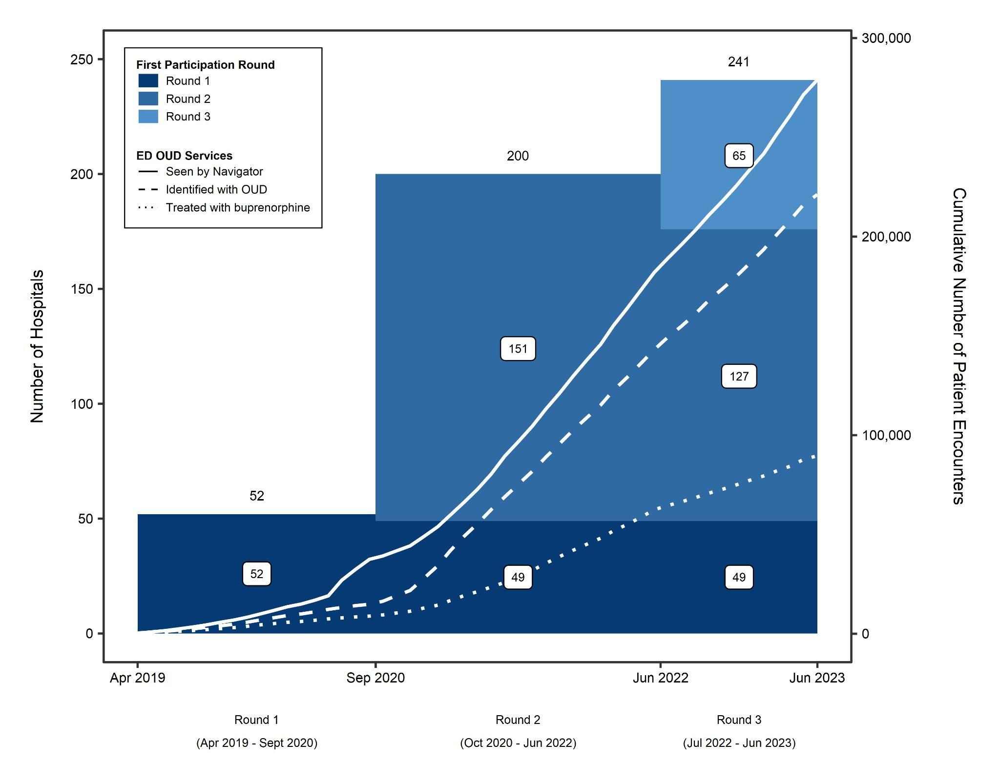 300,000
250
First Participation Round
241
Round 1
Round 2
Round 3
65
200
ED OUD Services
Seen by Navigator
200
Identified with OUD
Treated with buprenorphine
200,000
Number of Hospitals
Cumulative Number of Patient Encounters
150
151
127
100
100,000
52
50
52
49
49
0
0
Apr 2019
Sep 2020
Jun 2022
Jun 2023
Round 1
Round 2
Round 3
(Apr 2019 - Sept 2020)
(Oct 2020 - Jun 2022)
(Jul 2022 - Jun 2023)